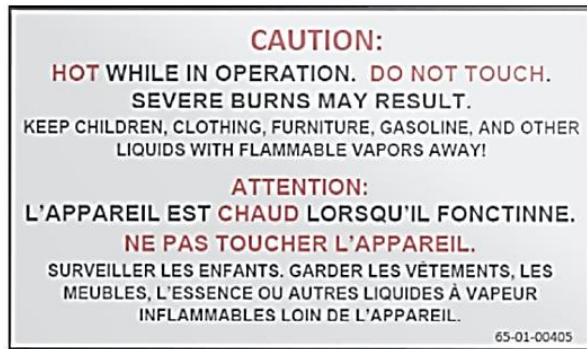 CAUTION:
HOT WHILE IN OPERATION. DO NOT TOUCH.
SEVERE BURNS MAY RESULT.
KEEP CHILDREN, CLOTHING, FURNITURE, GASOLINE, AND OTHER
LIQUIDS WITH FLAMMABLE VAPORS AWAY!
ATTENTION:
L'APPAREIL EST CHAUD LORSQU'IL FONCTINNE.
NE PAS TOUCHER L'APPAREIL.
SURVEILLER LES ENFANTS. GARDER LES VÊTEMENTS, LES
MEUBLES, L'ESSENCE OU AUTRES LIQUIDES À VAPEUR
INFLAMMABLES LOIN DE L'APPAREIL.
65-01-00405